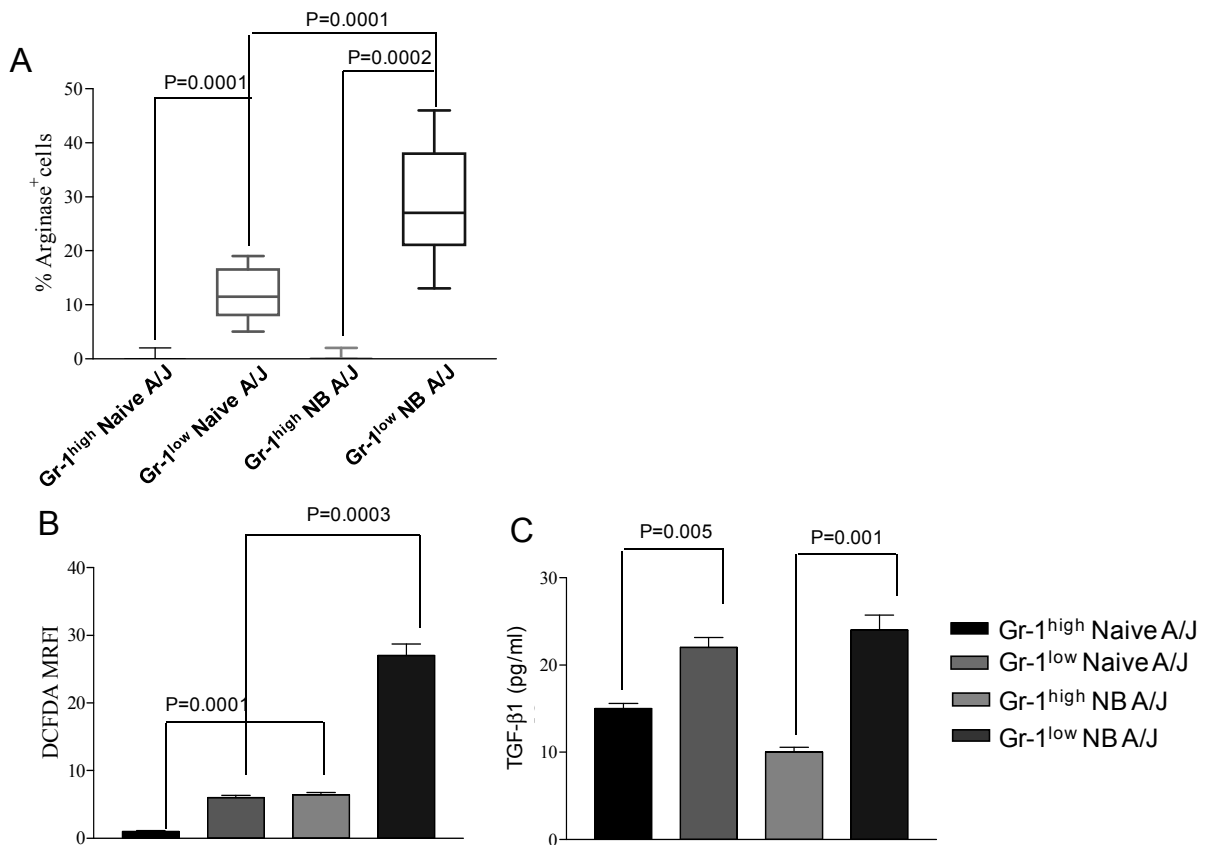 P=0.0001
A
P=0.0002
P=0.0001
50
40
30
20
10
0
% Arginase+ cells
Gr-1high Naive A/J
Gr-1low Naive A/J
Gr-1high NB A/J
Gr-1low NB A/J
B
P=0.0003
40
30
20
10
0
DCFDA MRFI
P=0.0001
C
P=0.005
P=0.001
30
20
10
0
TGF-β1 (pg/ml)
Gr-1high Naive A/J
Gr-1low Naive A/J
Gr-1high NB A/J
Gr-1low NB A/J